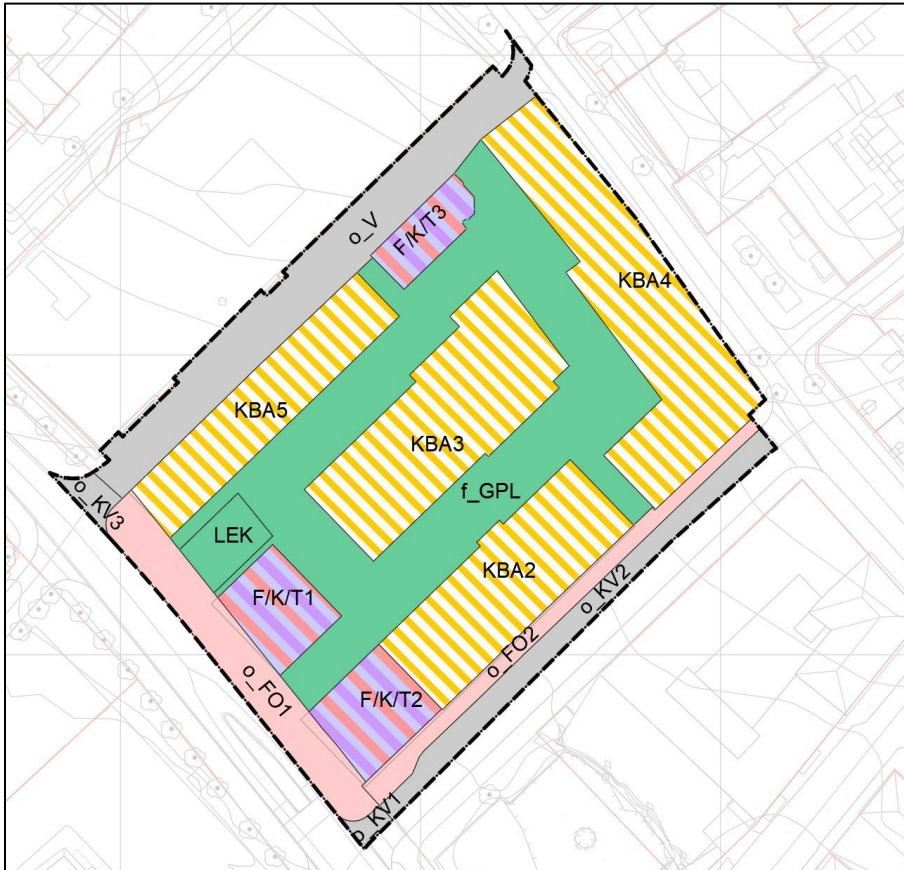 o_V
F/K/T3
KBA4
KBA5
KBA3
f_GPL
o_KV3
LEK
KBA2
F/K/T1
o_KV2
o_FO2
o_FO1
F/K/T2
o_KV1